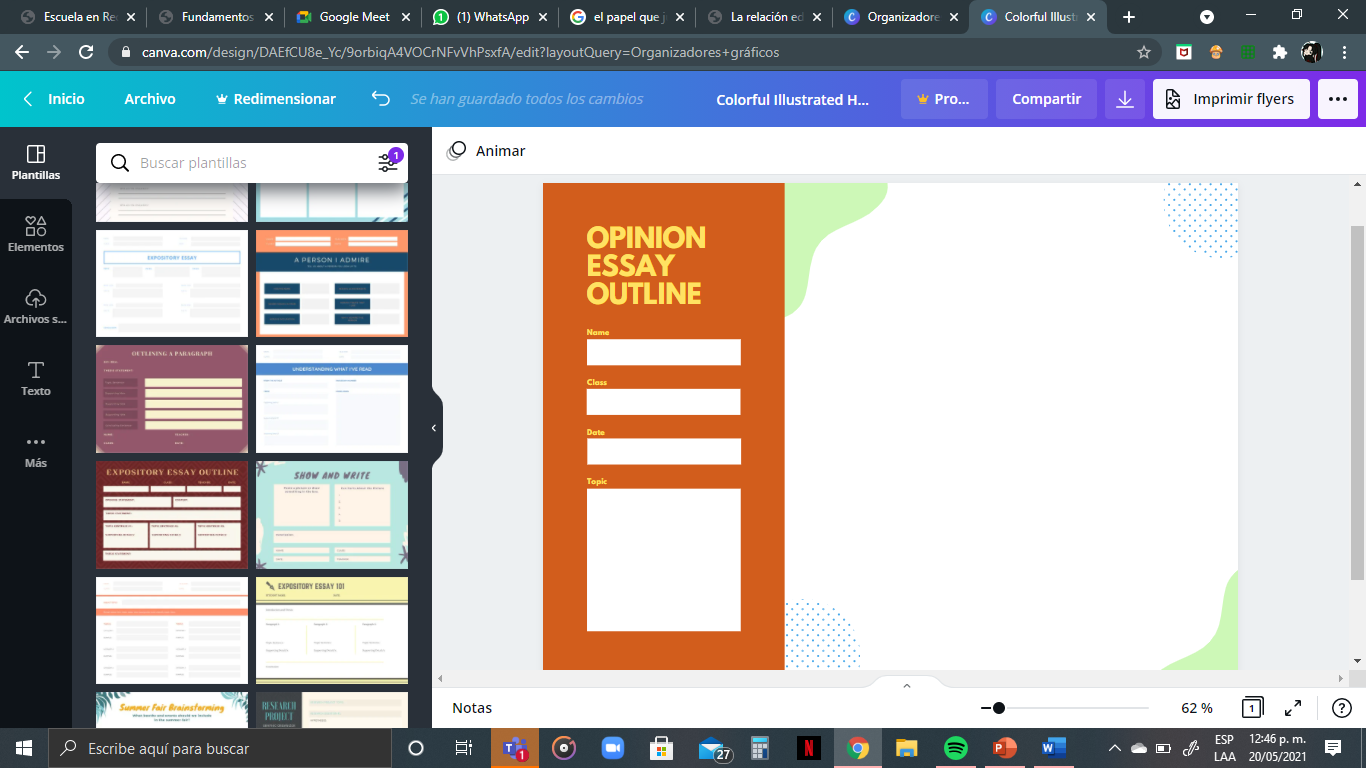 Escuela en Re
Fundamentos
Google Meet
(1) WhatsApp
el papel que j
La relación ed
Organizadore
Colorful Illust
canva.com/design/DAEfCU8e_Yc/9orbiqA4VOCrNFvVhPsxfA/edit?layoutQuery=Organizadores+gráficos
Inicio
Archivo
Redimensionar
Se han guardado todos los cambios
Colorful Illustrated H...
Pro...
Compartir
Imprimir flyers
Plantillas
Elementos
Archivos s...
Texto
Más
Buscar plantillas
1
EXPOSITORY ESSAY
A PERSON I ADMIRE
OUTLINING A PARAGRAPH
UNDERSTANDING WHAT I'VE READ
EXPOSITORY ESSAY OUTLINE
SHOW AND WRITE
EXPOSITORY ESSAY 101
Summer Fair Brainstorming
RESEARCH
PROJECT
Animar
OPINION
ESSAY
OUTLINE
Name
Class
Date
Topic
Notas
62 %
1
Escribe aquí para buscar
1
27
ESP
LAA
12:46 p. m.
20/05/2021